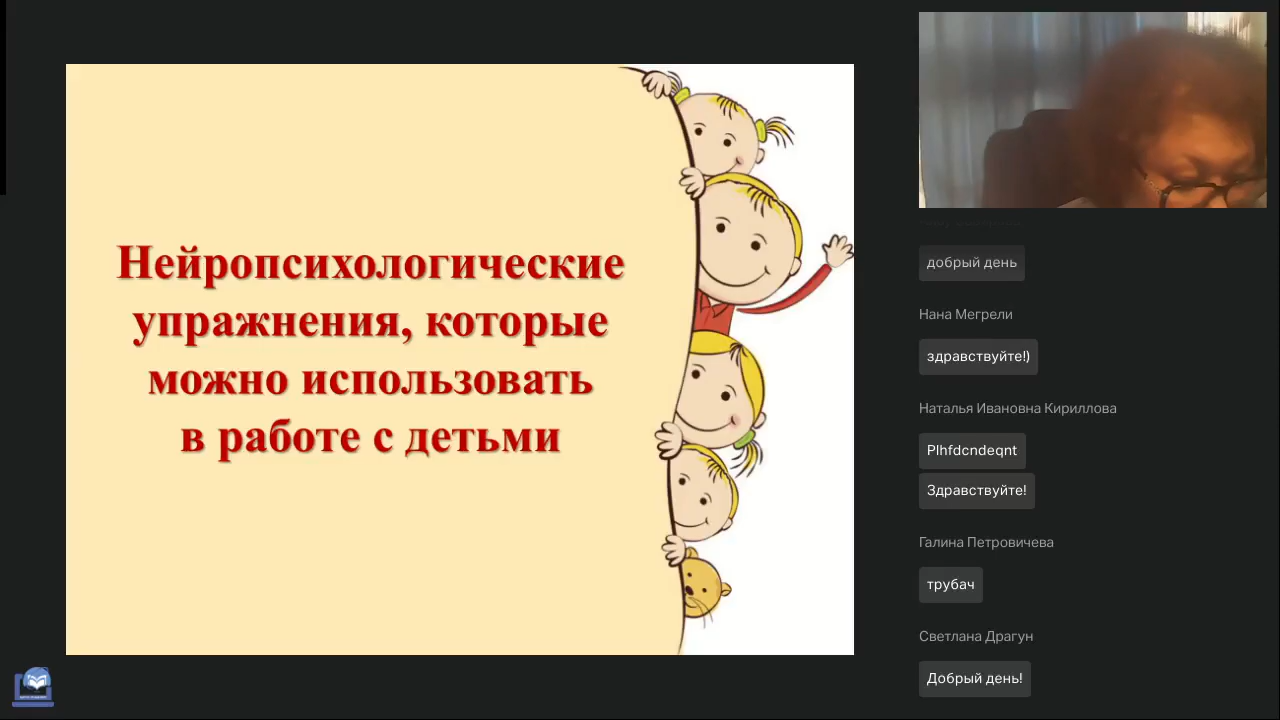 Нейропсихологические
упражнения, которые
можно использовать
в работе с детьми
добрый день
Нана Мегрели
здравствуйте!)
Наталья Ивановна Кириллова
Plhfdcndeqnt
Здравствуйте!
Галина Петровичева
трубач
Светлана Драгун
Добрый день!